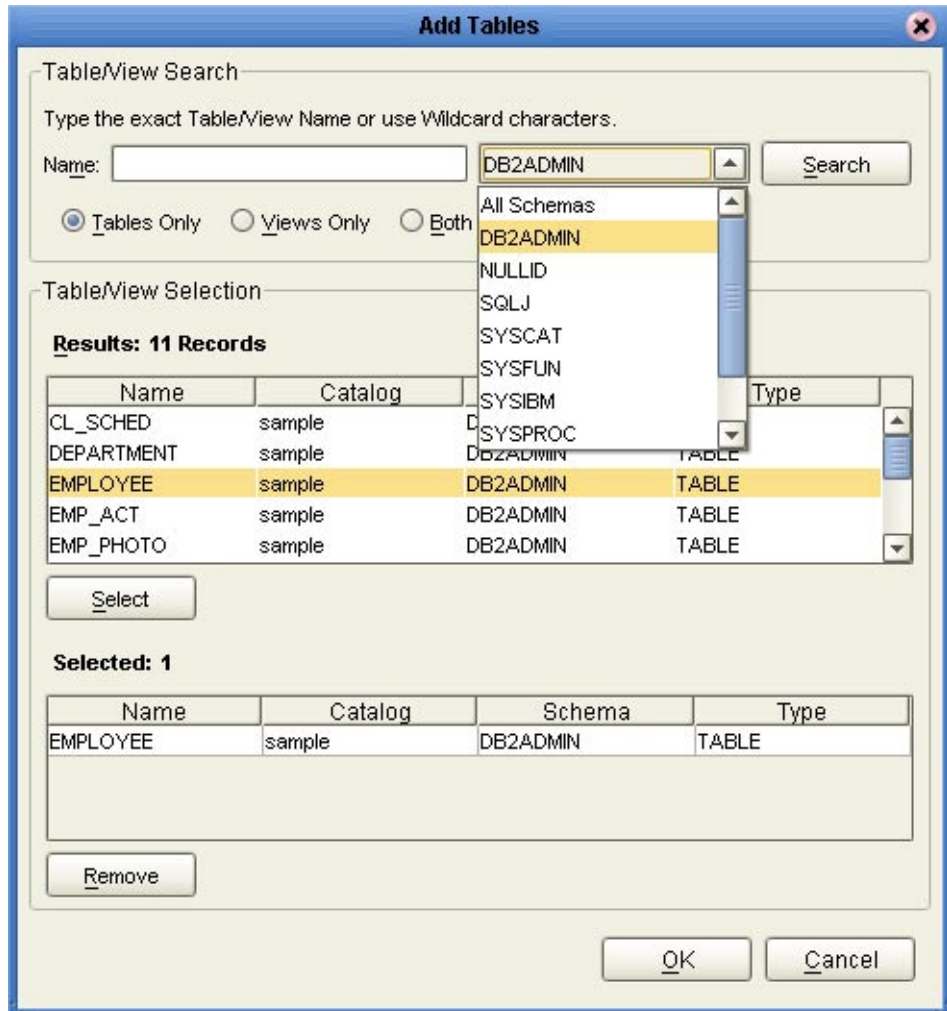 Add Tables
Table/View Search
Type the exact Table/View Name or use Wildcard characters.
Name: DB2ADMIN Search
Tables Only Views Only Both
All Schemas
DB2ADMIN
NULLID
SQLJ
SYSCAT
SYSFUN
SYSIBM
SYSPROC
Table/View Selection
Results: 11 Records
Name Catalog Type
CL_SCHED sample
DEPARTMENT sample DB2ADMIN TABLE
EMPLOYEE sample DB2ADMIN TABLE
EMP_ACT sample DB2ADMIN TABLE
EMP_PHOTO sample DB2ADMIN TABLE
Select
Selected: 1
Name Catalog Schema Type
EMPLOYEE sample DB2ADMIN TABLE
Remove
OK Cancel